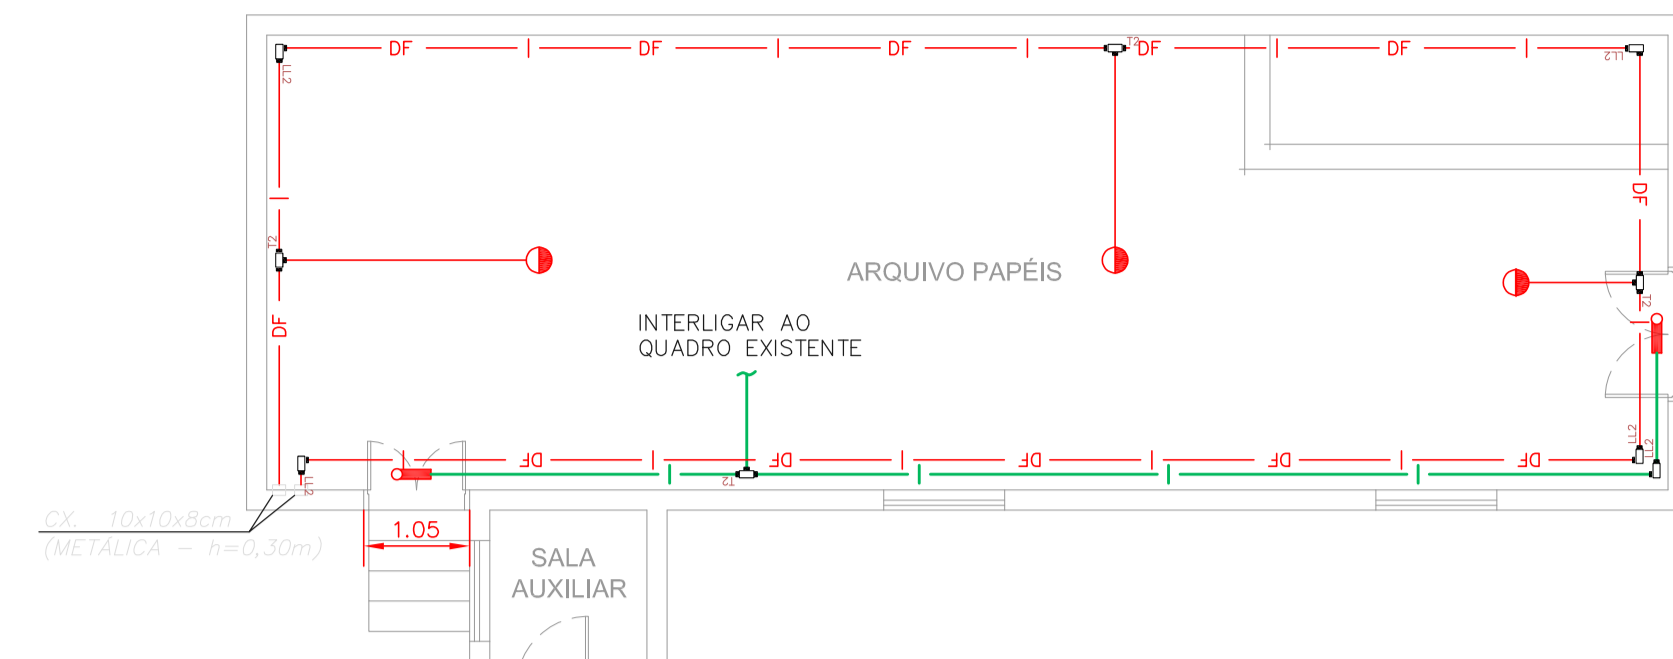 DF DF DF T2 DF DF
LL2 LL2
DF
T2
T2
ARQUIVO PAPÉIS
DF
INTERLIGAR AO
QUADRO EXISTENTE
LL2 LL2
DF DF DF DF DF
LL2 T2
CX. 10x10x8cm
(METÁLICA – h=0,30m)
1.05
SALA
AUXILIAR